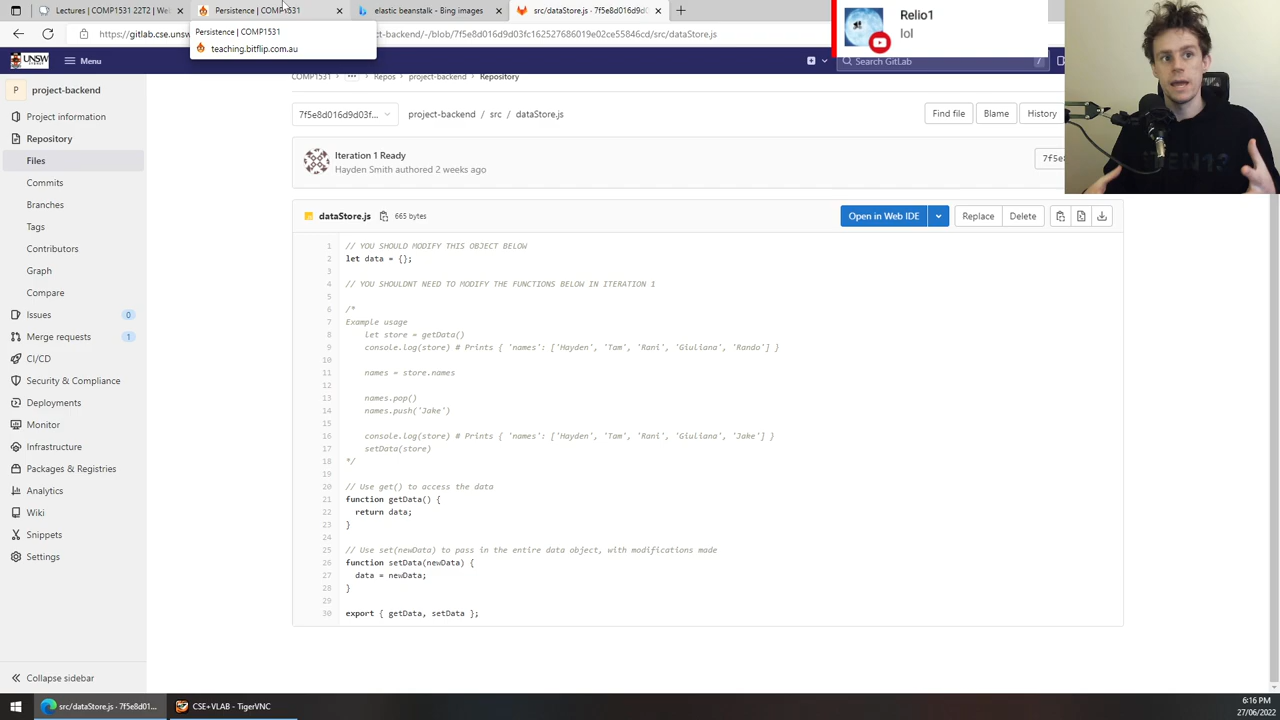 Lectures | COMP1531 22T2 | Web
Persistence | COMP1531
elastic beanstalk - Bing images
src/dataStore.js · 7f5e8d016d9d03
Persistence | COMP1531
teaching.bitflip.com.au
https://gitlab.cse.unsw
-backend/-/blob/7f5e8d016d9d03fc162527686019e02ce55846cd/src/dataStore.js
Relio1
lol
UNSW
Menu
Search GitLab
/
P
project-backend
Project information
Repository
Files
Commits
Branches
Tags
Contributors
Graph
Compare
Issues
0
Merge requests
1
CI/CD
Security & Compliance
Deployments
Monitor
Infrastructure
Packages & Registries
Analytics
Wiki
Snippets
Settings
Collapse sidebar
COMP1531 > ... > Repos > project-backend > Repository
7f5e8d016d9d03f...
project-backend / src / dataStore.js
Find file
Blame
History
Iteration 1 Ready
Hayden Smith authored 2 weeks ago
7f5e8
dataStore.js 665 bytes
Open in Web IDE
Replace
Delete
1 // YOU SHOULD MODIFY THIS OBJECT BELOW
2 let data = {};
3
4 // YOU SHOULDNT NEED TO MODIFY THE FUNCTIONS BELOW IN ITERATION 1
5
6 /*
7 Example usage
8 let store = getData()
9 console.log(store) # Prints { 'names': ['Hayden', 'Tam', 'Rani', 'Giuliana', 'Rando'] }
10
11 names = store.names
12
13 names.pop()
14 names.push('Jake')
15
16 console.log(store) # Prints { 'names': ['Hayden', 'Tam', 'Rani', 'Giuliana', 'Jake'] }
17 setData(store)
18 */
19
20 // Use get() to access the data
21 function getData() {
22 return data;
23 }
24
25 // Use set(newData) to pass in the entire data object, with modifications made
26 function setData(newData) {
27 data = newData;
28 }
29
30 export { getData, setData };
src/dataStore.js · 7f5e8d01...
CSE+VLAB - TigerVNC
6:16 PM
27/06/2022